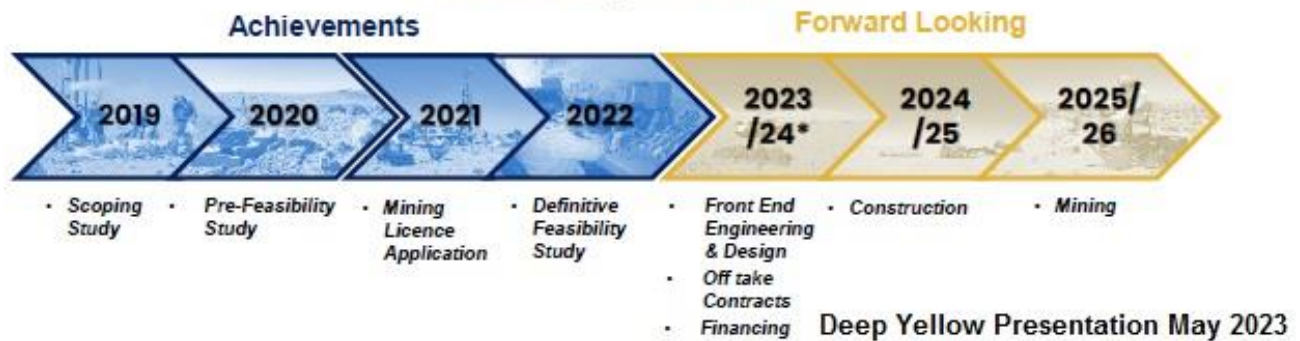 Achievements
Forward Looking
2019
2020
2021
2022
2023
/24*
2024
/25
2025/
26
• Scoping
Study
• Pre-Feasibility
Study
• Mining
Licence
Application
• Definitive
Feasibility
Study
• Front End
Engineering
& Design
• Off take
Contracts
• Financing
• Construction
• Mining
Deep Yellow Presentation May 2023